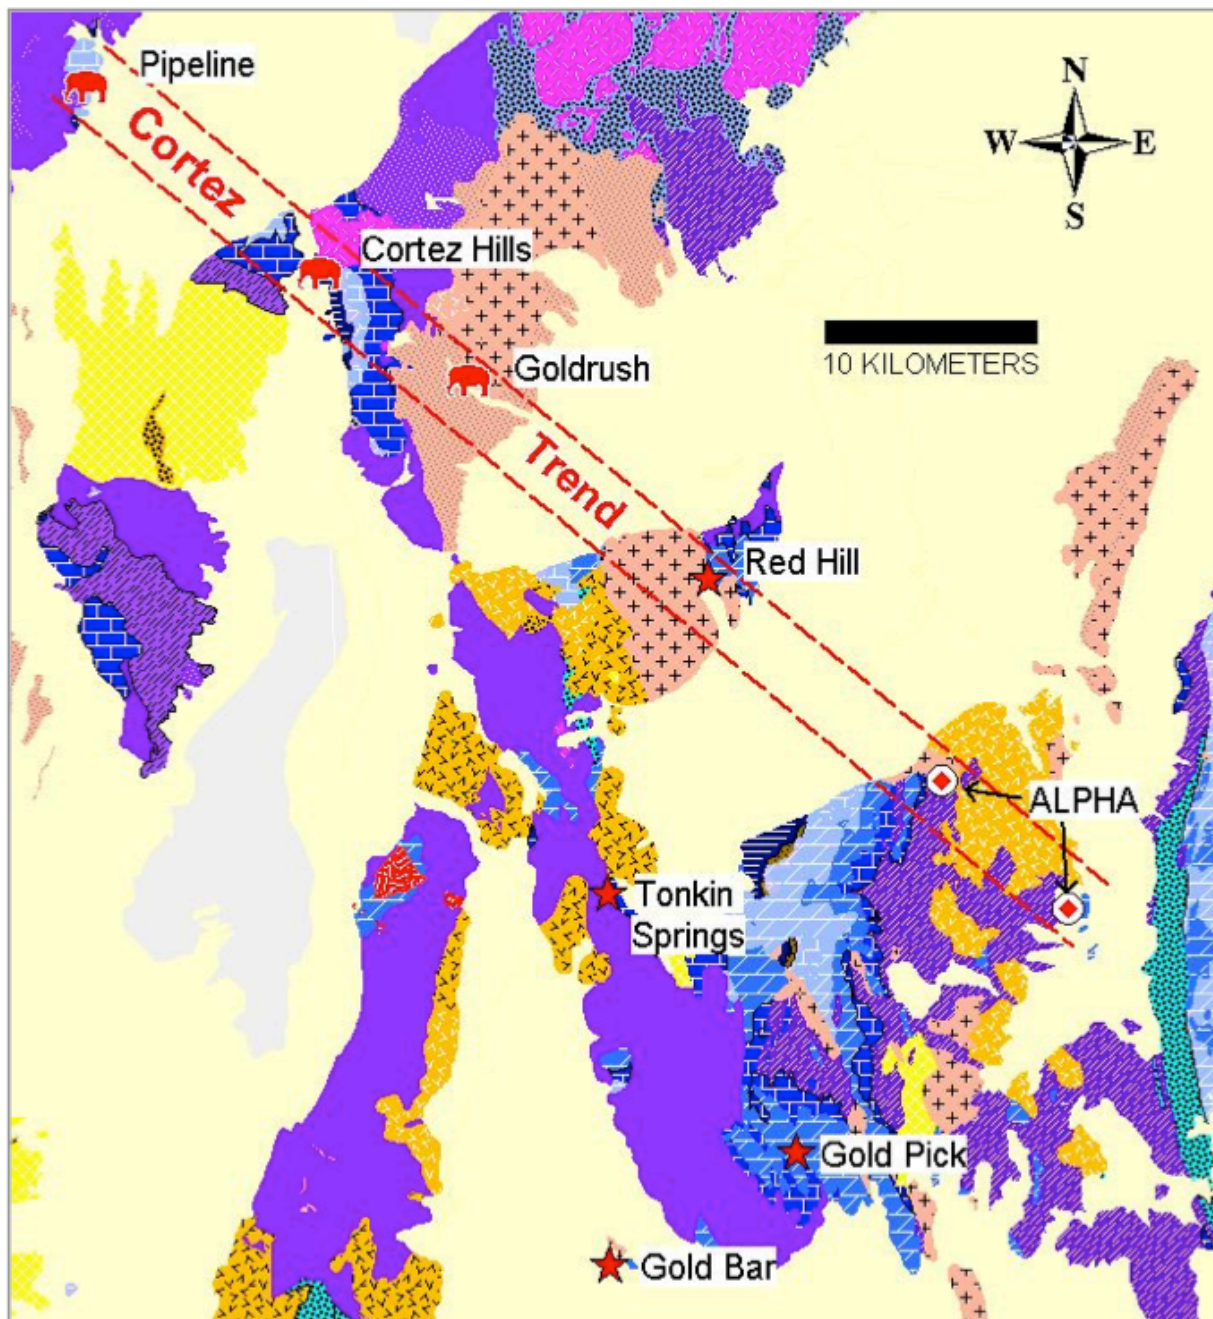 Pipeline
N
W E
S
Cortez
Cortez Hills
10 KILOMETERS
Goldrush
Trend
Red Hill
ALPHA
Tonkin
Springs
Gold Pick
Gold Bar